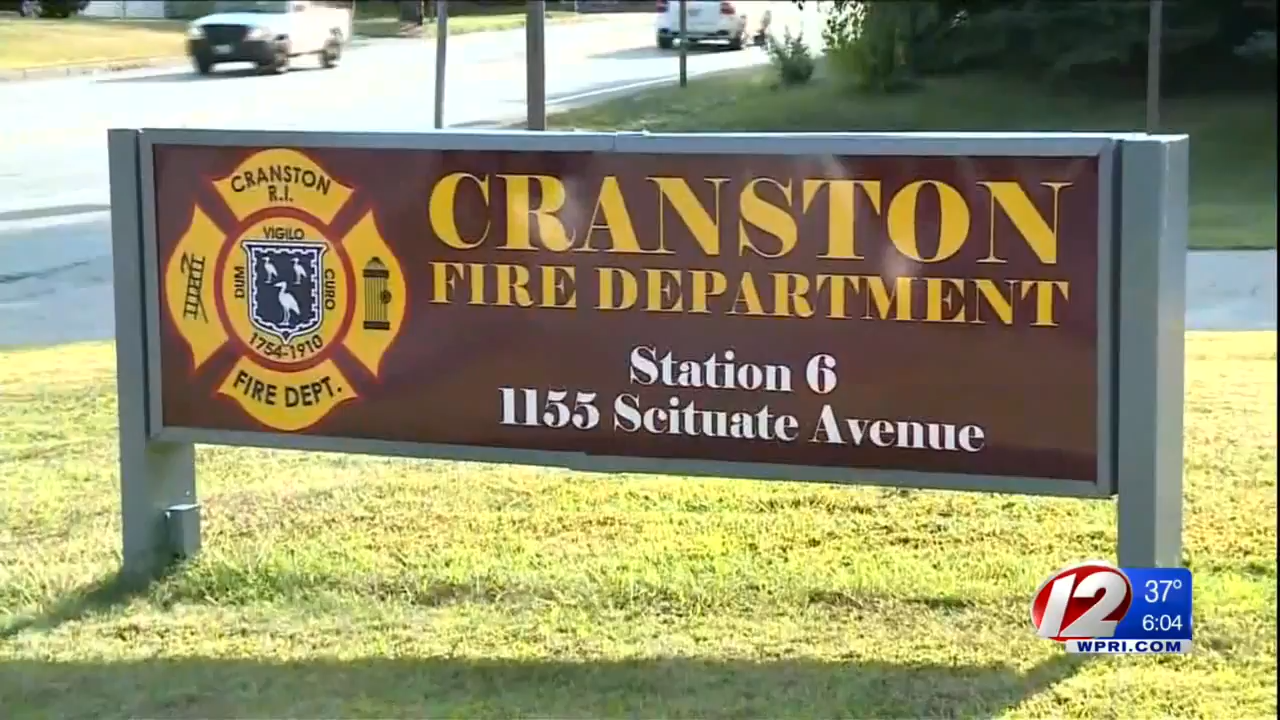 CRANSTON
R.I.
DUM VIGILO CURO
1754-1910
FIRE DEPT.
CRANSTON
FIRE DEPARTMENT
Station 6
1155 Scituate Avenue
12
37°
6:04
WPRI.COM